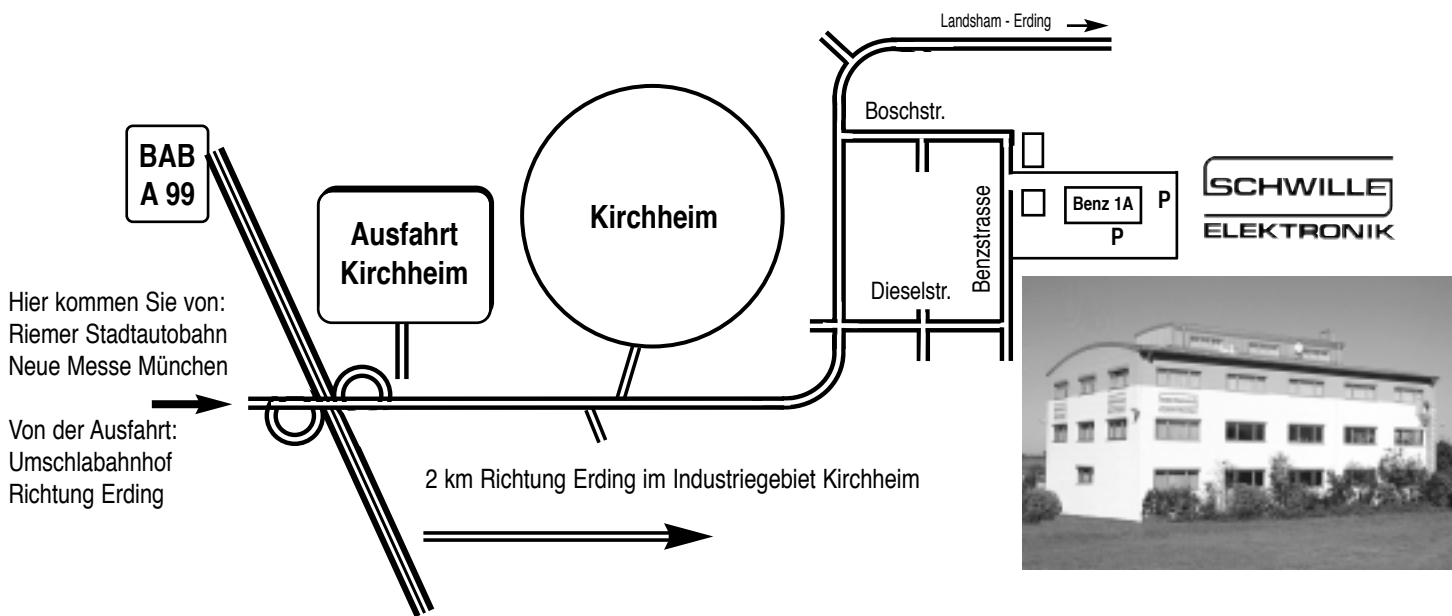 Landsham - Erding
Boschstr.
BAB
A 99
Ausfahrt
Kirchheim
Kirchheim
Benzstrasse
Benz 1A
P
P
SCHWILLE
ELEKTRONIK
Dieselstr.
Hier kommen Sie von:
Riemer Stadtautobahn
Neue Messe München
Von der Ausfahrt:
Umschlabahnhof
Richtung Erding
2 km Richtung Erding im Industriegebiet Kirchheim